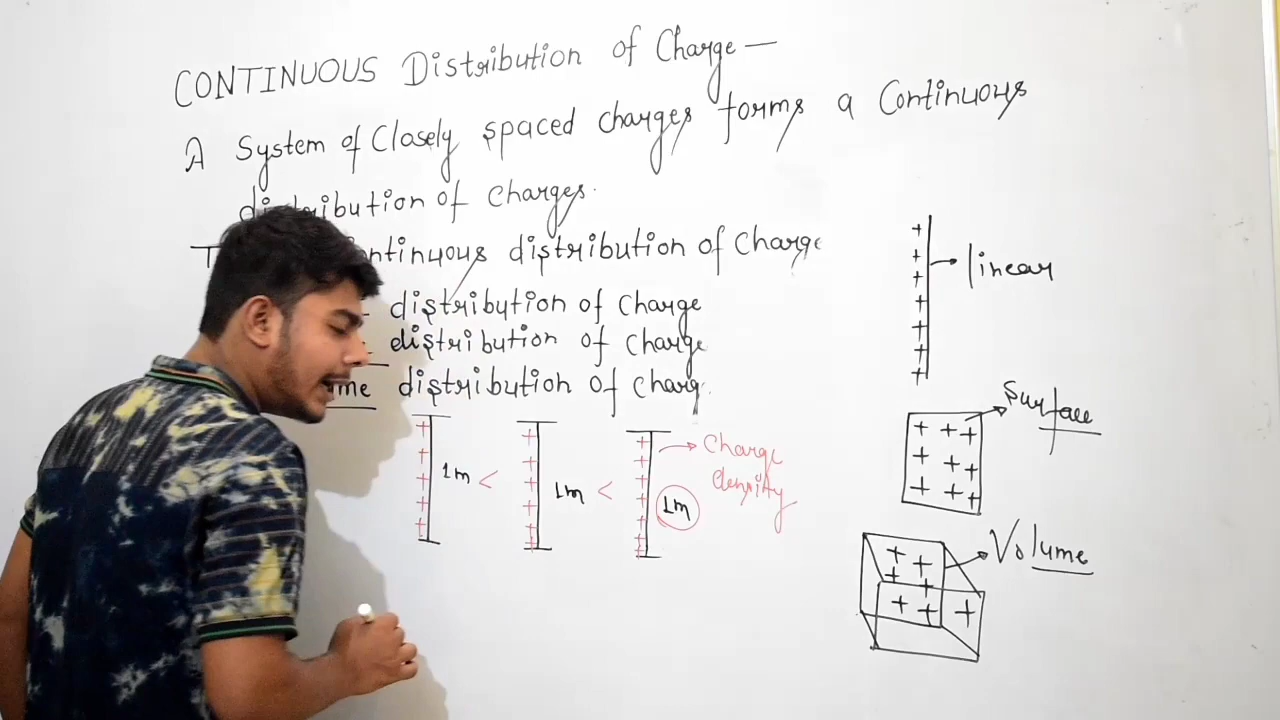 CONTINUOUS Distribution of Charge —
A System of Closely spaced charges forms a Continuous
distribution of charges.
continuous distribution of Charge
distribution of Charge
distribution of Charge
distribution of Charg
1m < 1m < 1m → Charge
density
linear
Surface
Volume